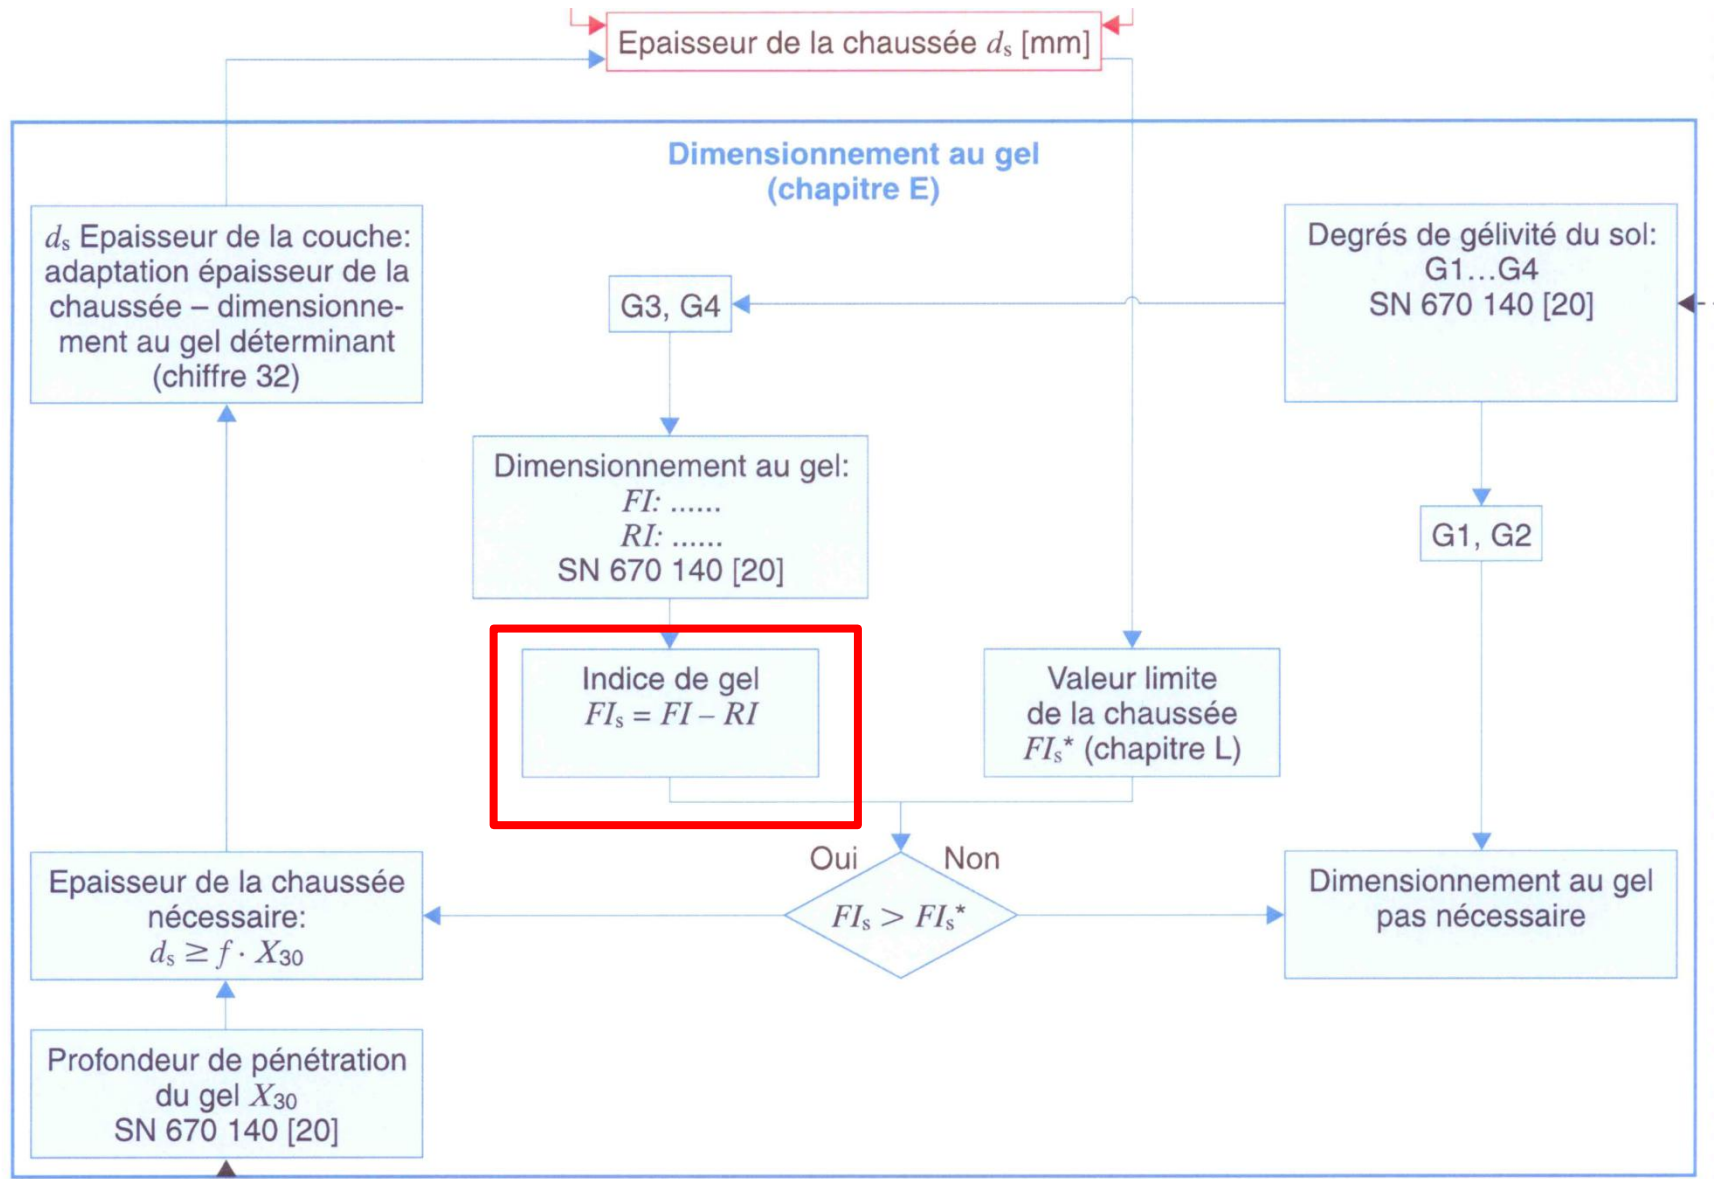 Epaisseur de la chaussée ds [mm]
Dimensionnement au gel
(chapitre E)
ds Epaisseur de la couche:
adaptation épaisseur de la
chaussée – dimensionne-
ment au gel déterminant
(chiffre 32)
G3, G4
Degrés de gélivité du sol:
G1...G4
SN 670 140 [20]
Dimensionnement au gel:
FI: ......
RI: ......
SN 670 140 [20]
G1, G2
Indice de gel
FIs = FI – RI
Valeur limite
de la chaussée
FIs* (chapitre L)
Oui
Non
FIs > FIs*
Epaisseur de la chaussée
nécessaire:
ds ≥ f · X30
Dimensionnement au gel
pas nécessaire
Profondeur de pénétration
du gel X30
SN 670 140 [20]